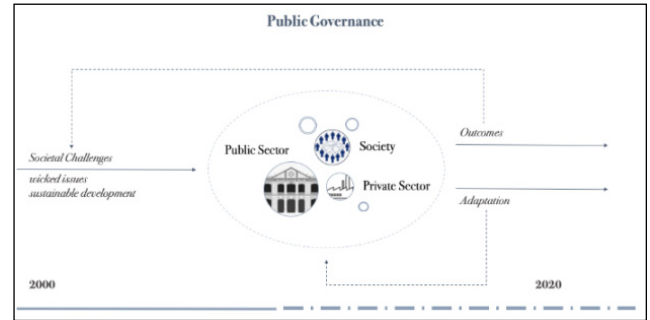 Public Governance
Outcomes
Public Sector
Society
Societal Challenges
wicked issues
sustainable development
Private Sector
Adaptation
2000
2020